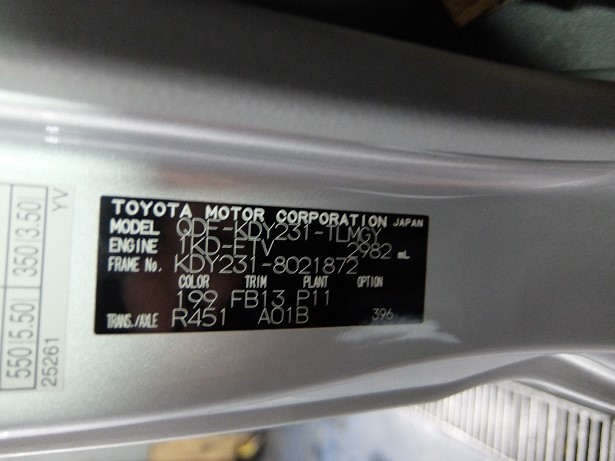 TOYOTA MOTOR CORPORATION JAPAN
MODEL QDF-KDY231-TLMGY
ENGINE 1KD-FTV 2982 mL
FRAME No. KDY231-8021872
COLOR TRIM PLANT OPTION
199 FB13 P11
TRANS./AXLE R451 A01B 396
550(5.50) 350(3.50)
25261 YV